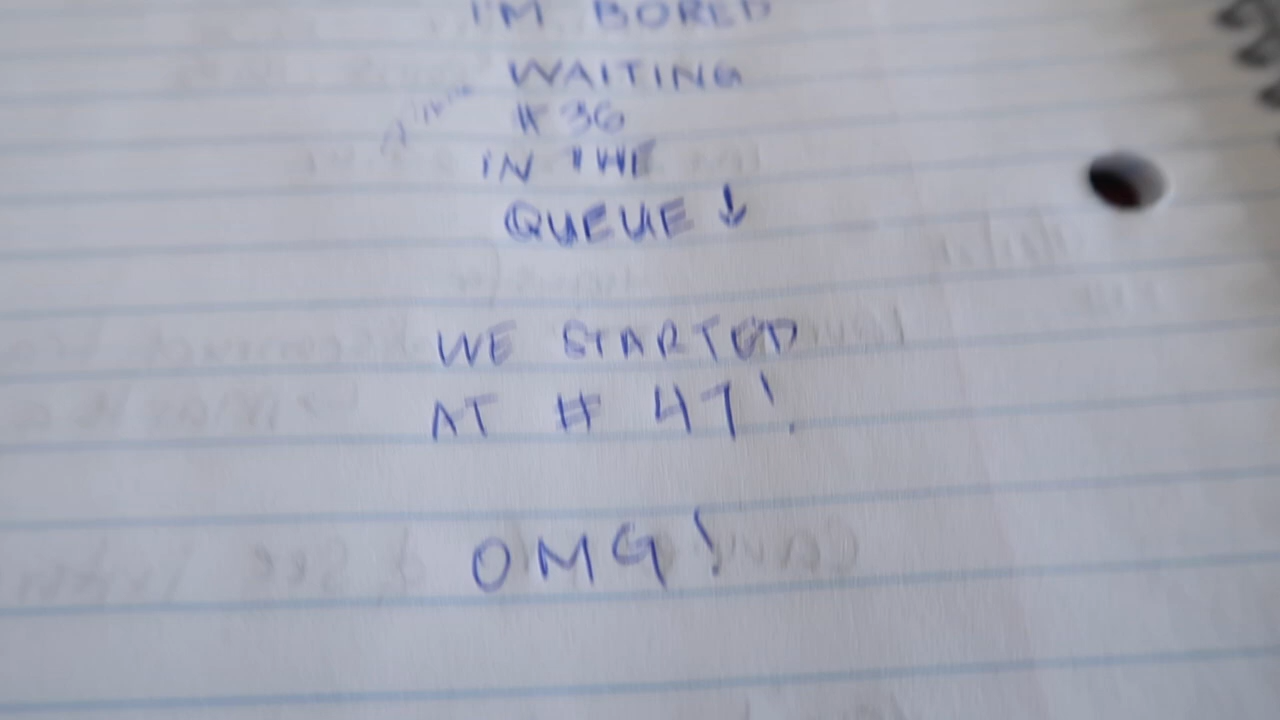 I'M BORED
WAITING
# 36
IN THE
QUEUE ↓
WE STARTED
AT # 47!
OMG!